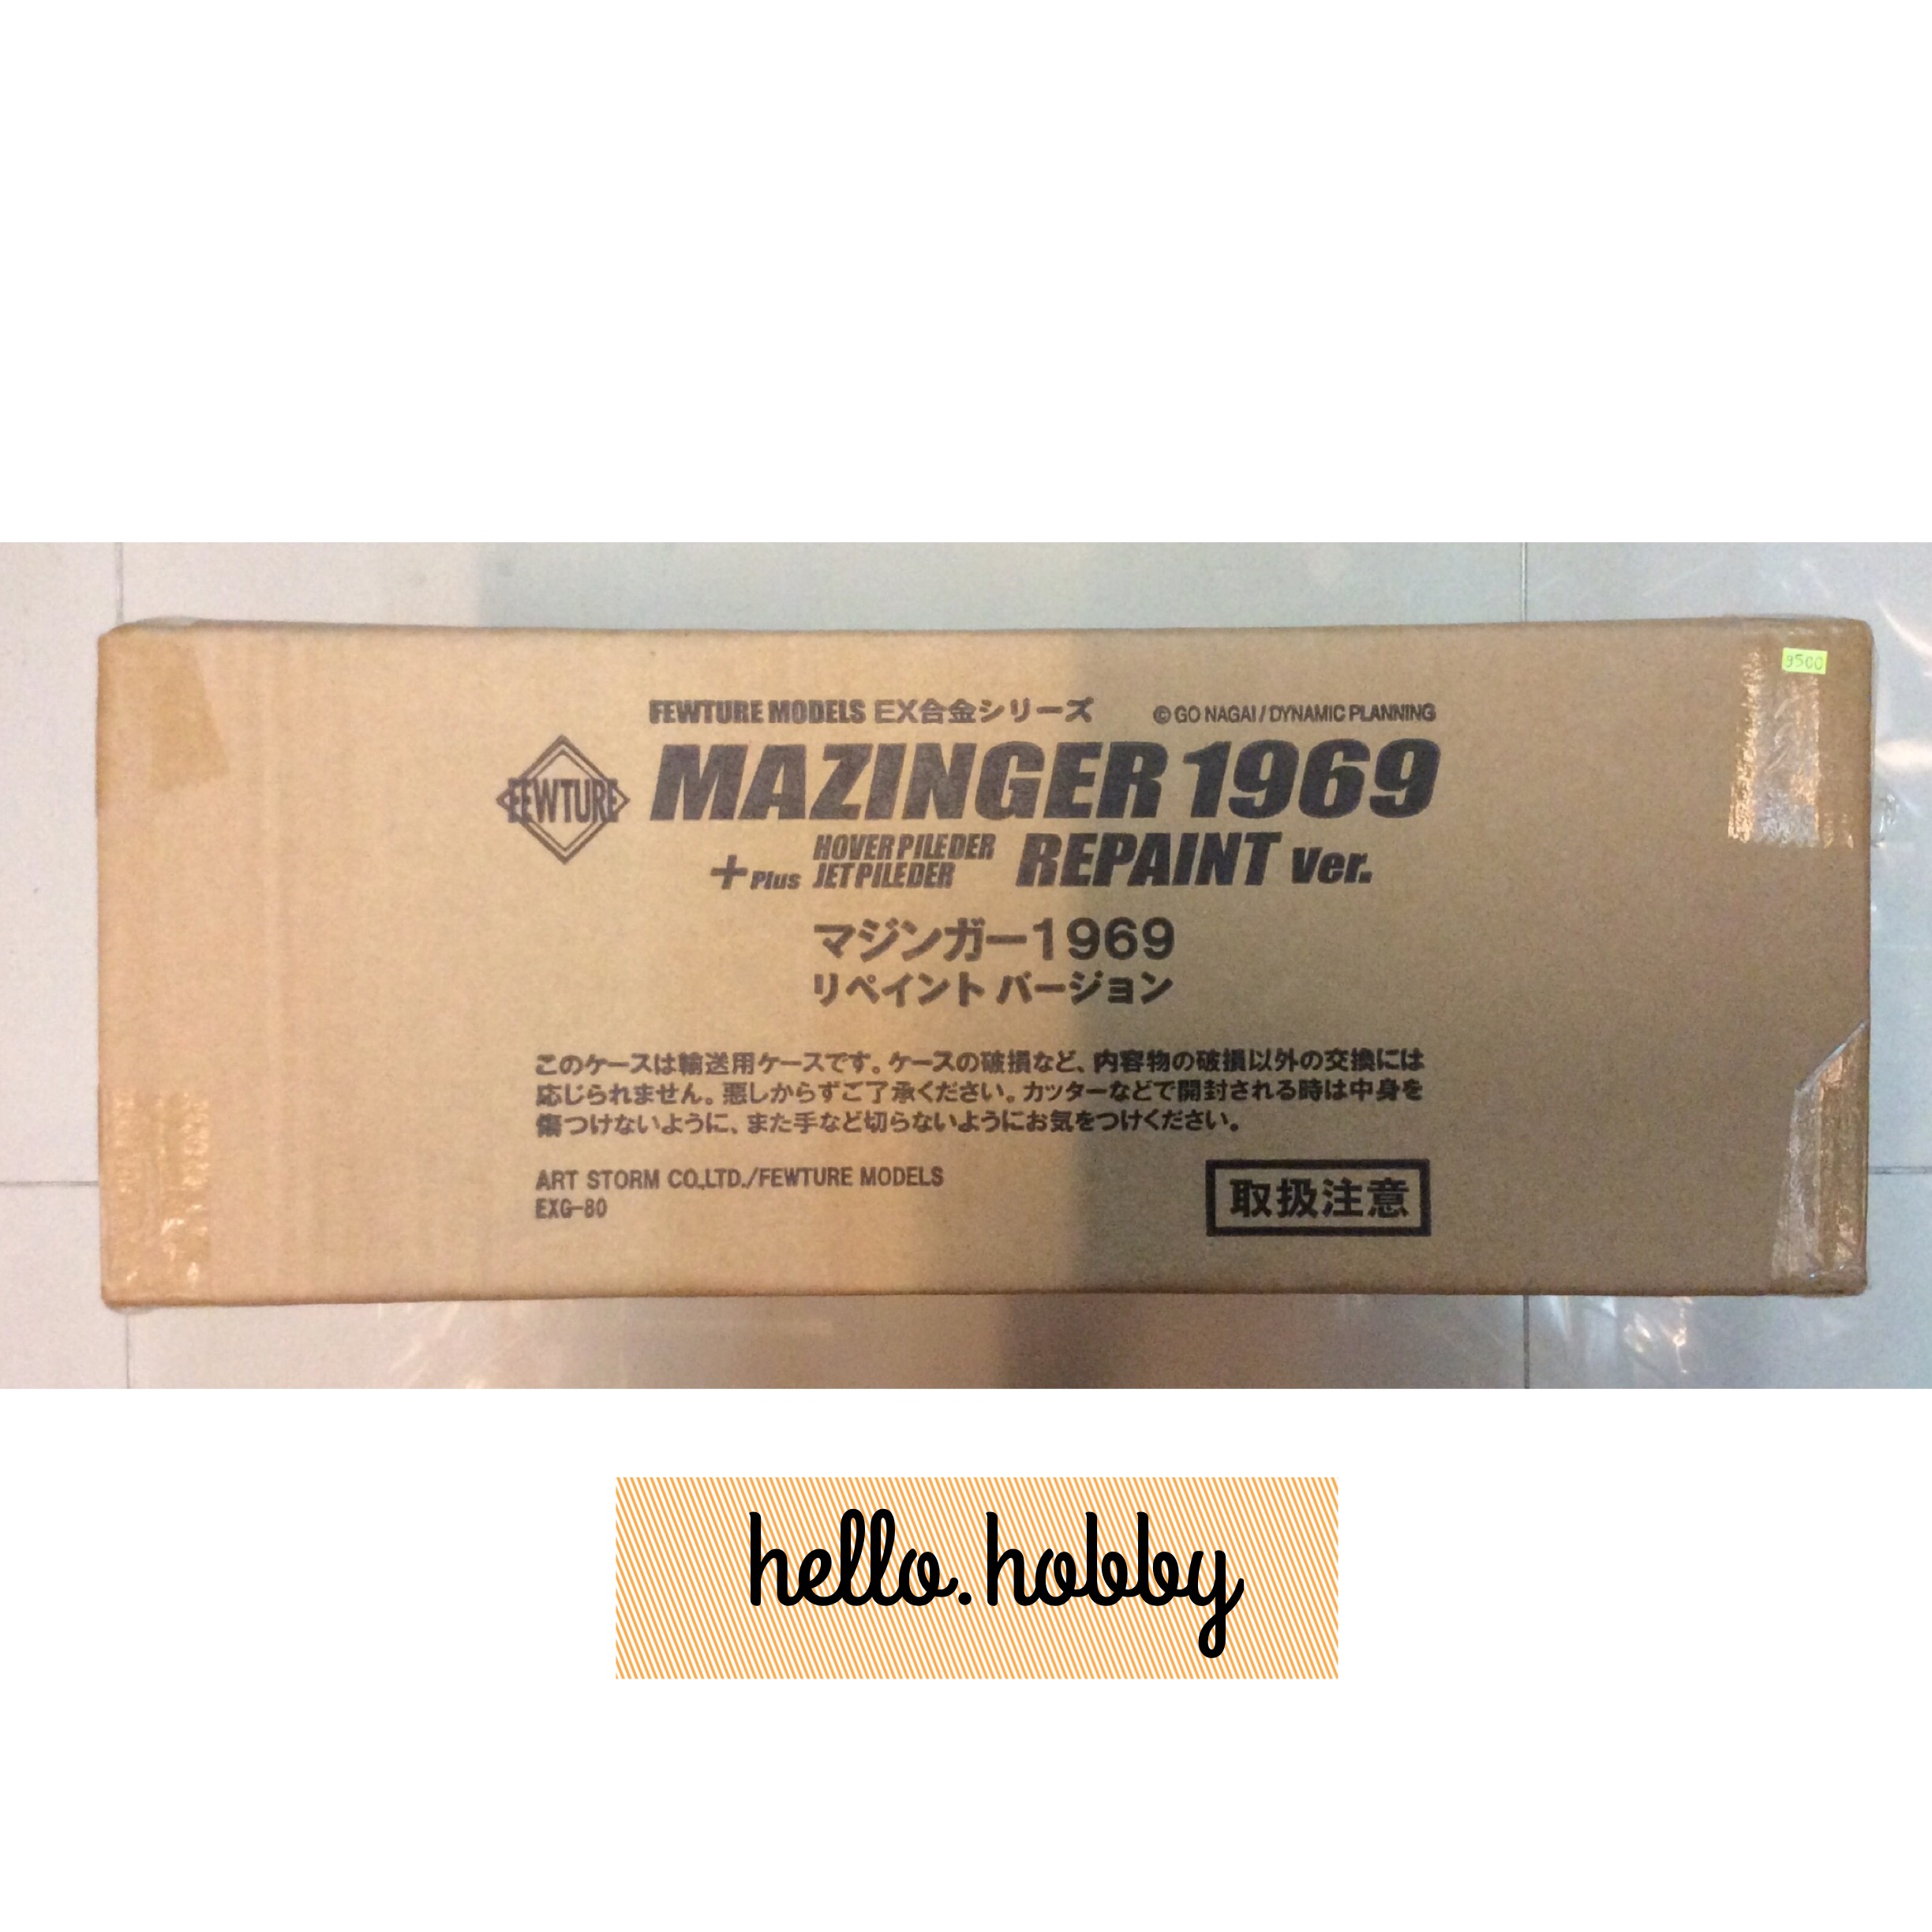 9500
FEWTURE MODELS EX合金シリーズ
©GO NAGAI/DYNAMIC PLANNING
FEWTURE
MAZINGER 1969
+Plus HOVER PILEDER
JET PILEDER
REPAINT Ver.
マジンガー1969
リペイント バージョン
このケースは輸送用ケースです。ケースの破損など、内容物の破損以外の交換には
応じられません。悪しからずご了承ください。カッターなどで開封される時は中身を
傷つけないように、また手など切らないようにお気をつけください。
ART STORM CO.,LTD./FEWTURE MODELS
EXG-80
取扱注意
hello.hobby